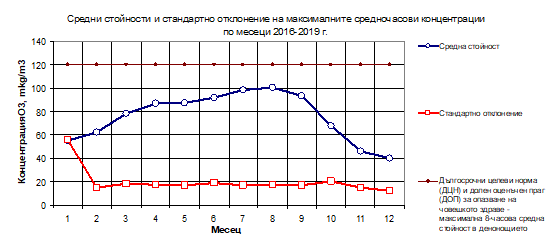 Средни стойности и стандартно отклонение на максималните средночасови концентрации
по месеци 2016-2019 г.
140
120
100
80
60
40
20
0
КонцентрацияО3, mkg/m3
1 2 3 4 5 6 7 8 9 10 11 12
Месец
Средна стойност
Стандартно отклонение
Дългосрочни целеви норма
(ДЦН) и долен оценъчен праг
(ДОП) за опазване на
човешкото здраве -
максимална 8-часова средна
стойност в денонощието